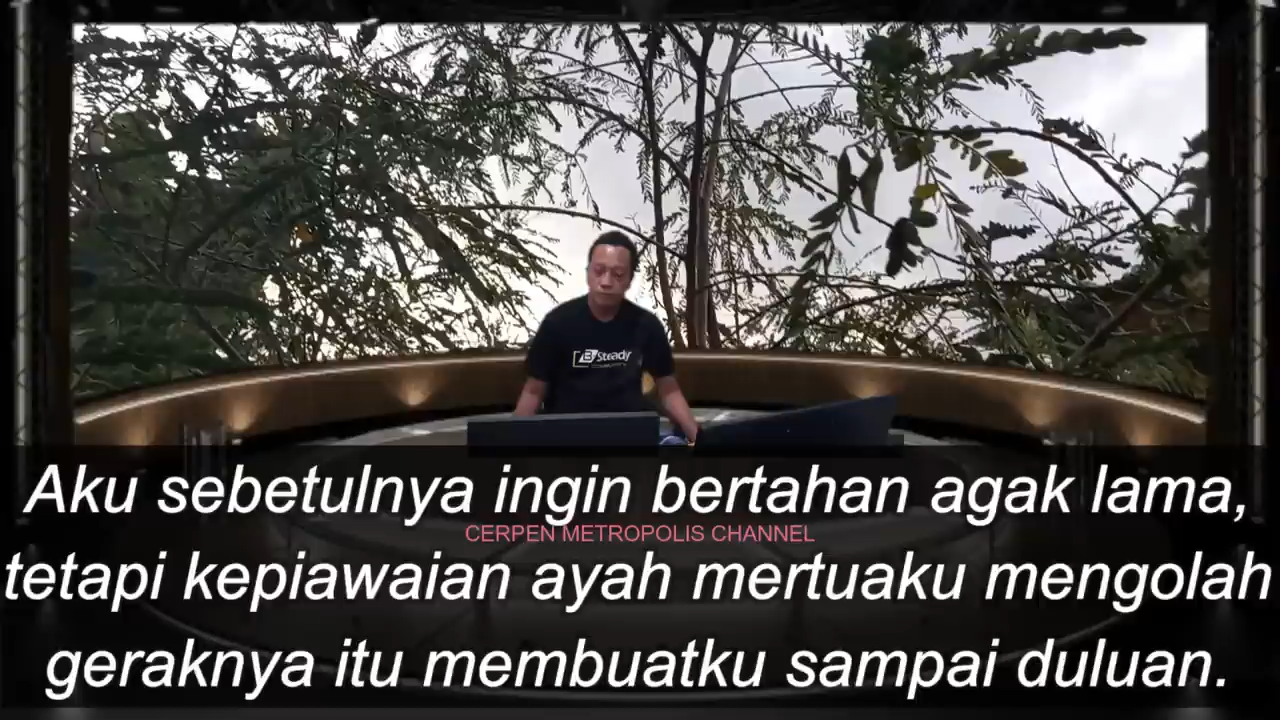 B Steady
Aku sebetulnya ingin bertahan agak lama,
CERPEN METROPOLIS CHANNEL
tetapi kepiawaian ayah mertuaku mengolah
geraknya itu membuatku sampai duluan.